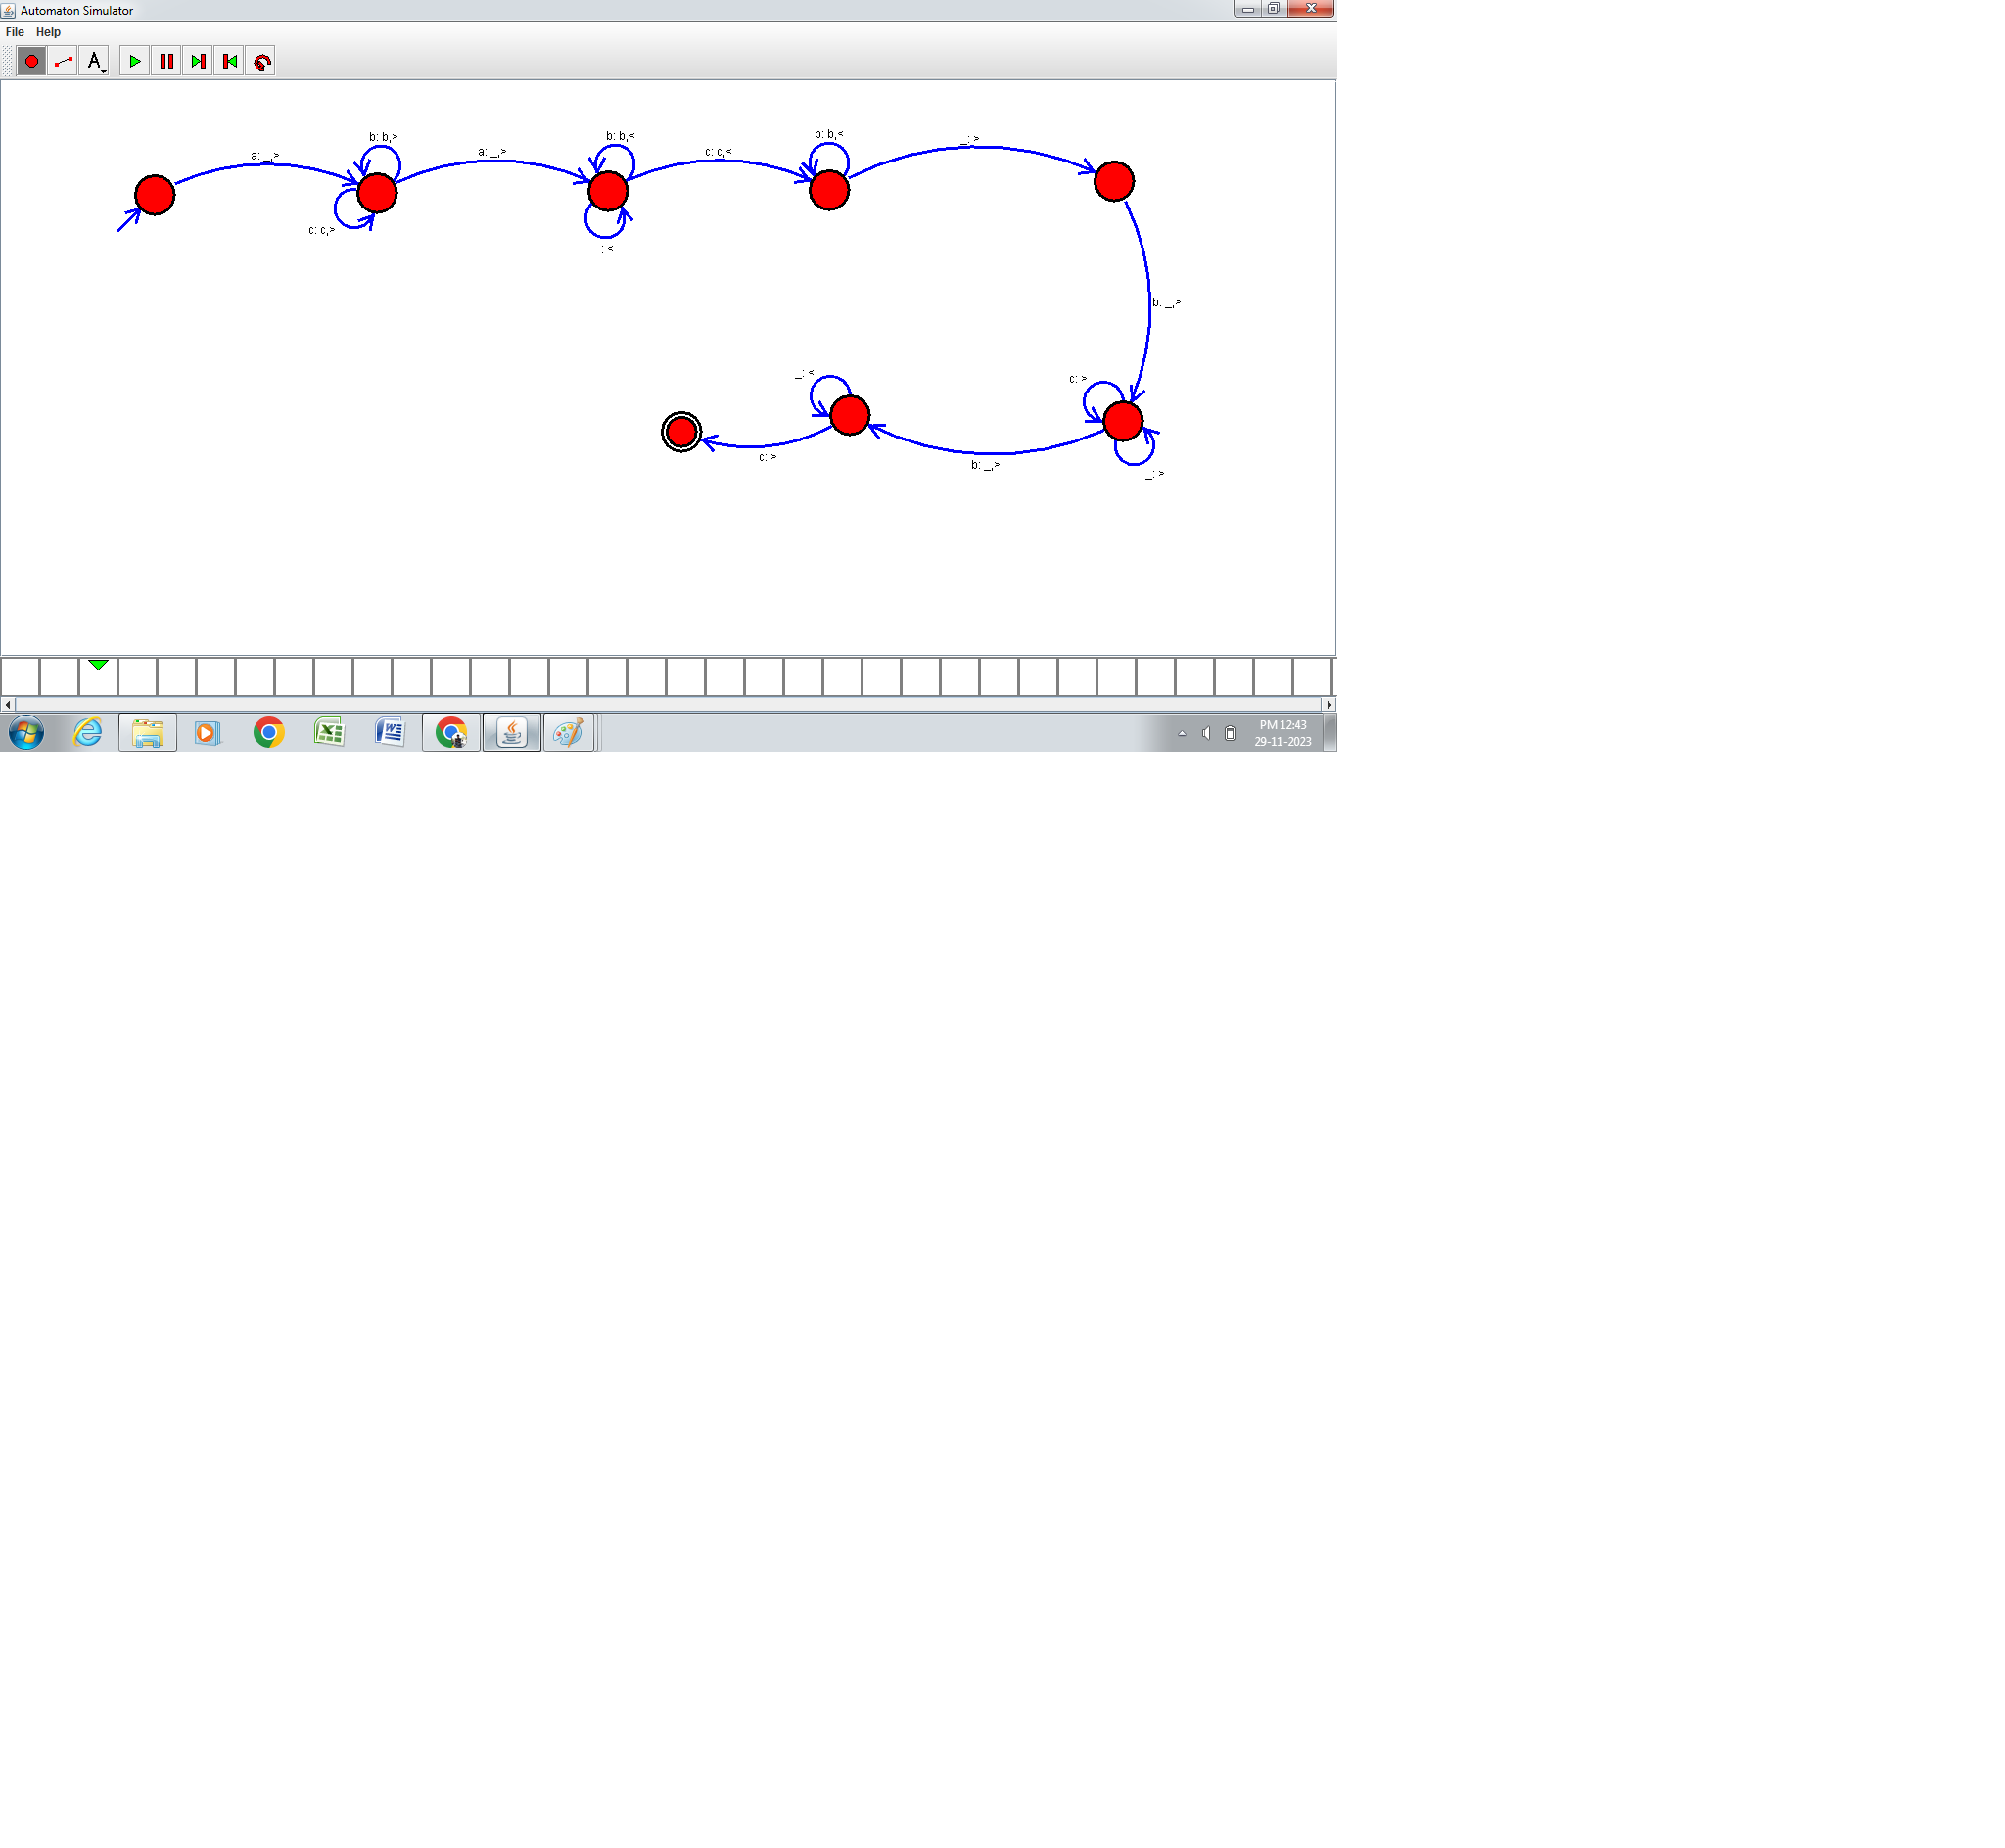 Automaton Simulator
File Help
A
b: b,>
b: b,<
b: b,<
_: >
a: _,>
a: _,>
c: c,<
c: c,>
_: <
b: _,>
_: <
c: >
c: >
b: _,>
_: >
PM 12:43
29-11-2023